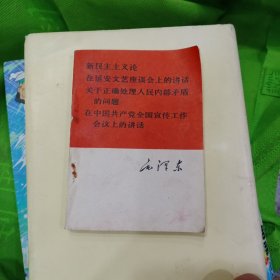 新民主主义论
在延安文艺座谈会上的讲话
关于正确处理人民内部矛盾
的问题
在中国共产党全国宣传工作
会议上的讲话
毛泽东